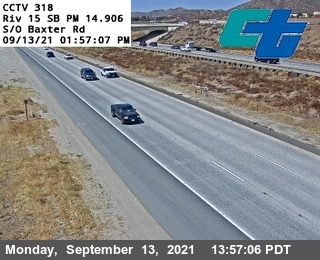 CCTV 318
Riv 15 SB PM 14.906
S/O Baxter Rd
09/13/21 01:57:07 PM
Monday, September 13, 2021 13:57:06 PDT